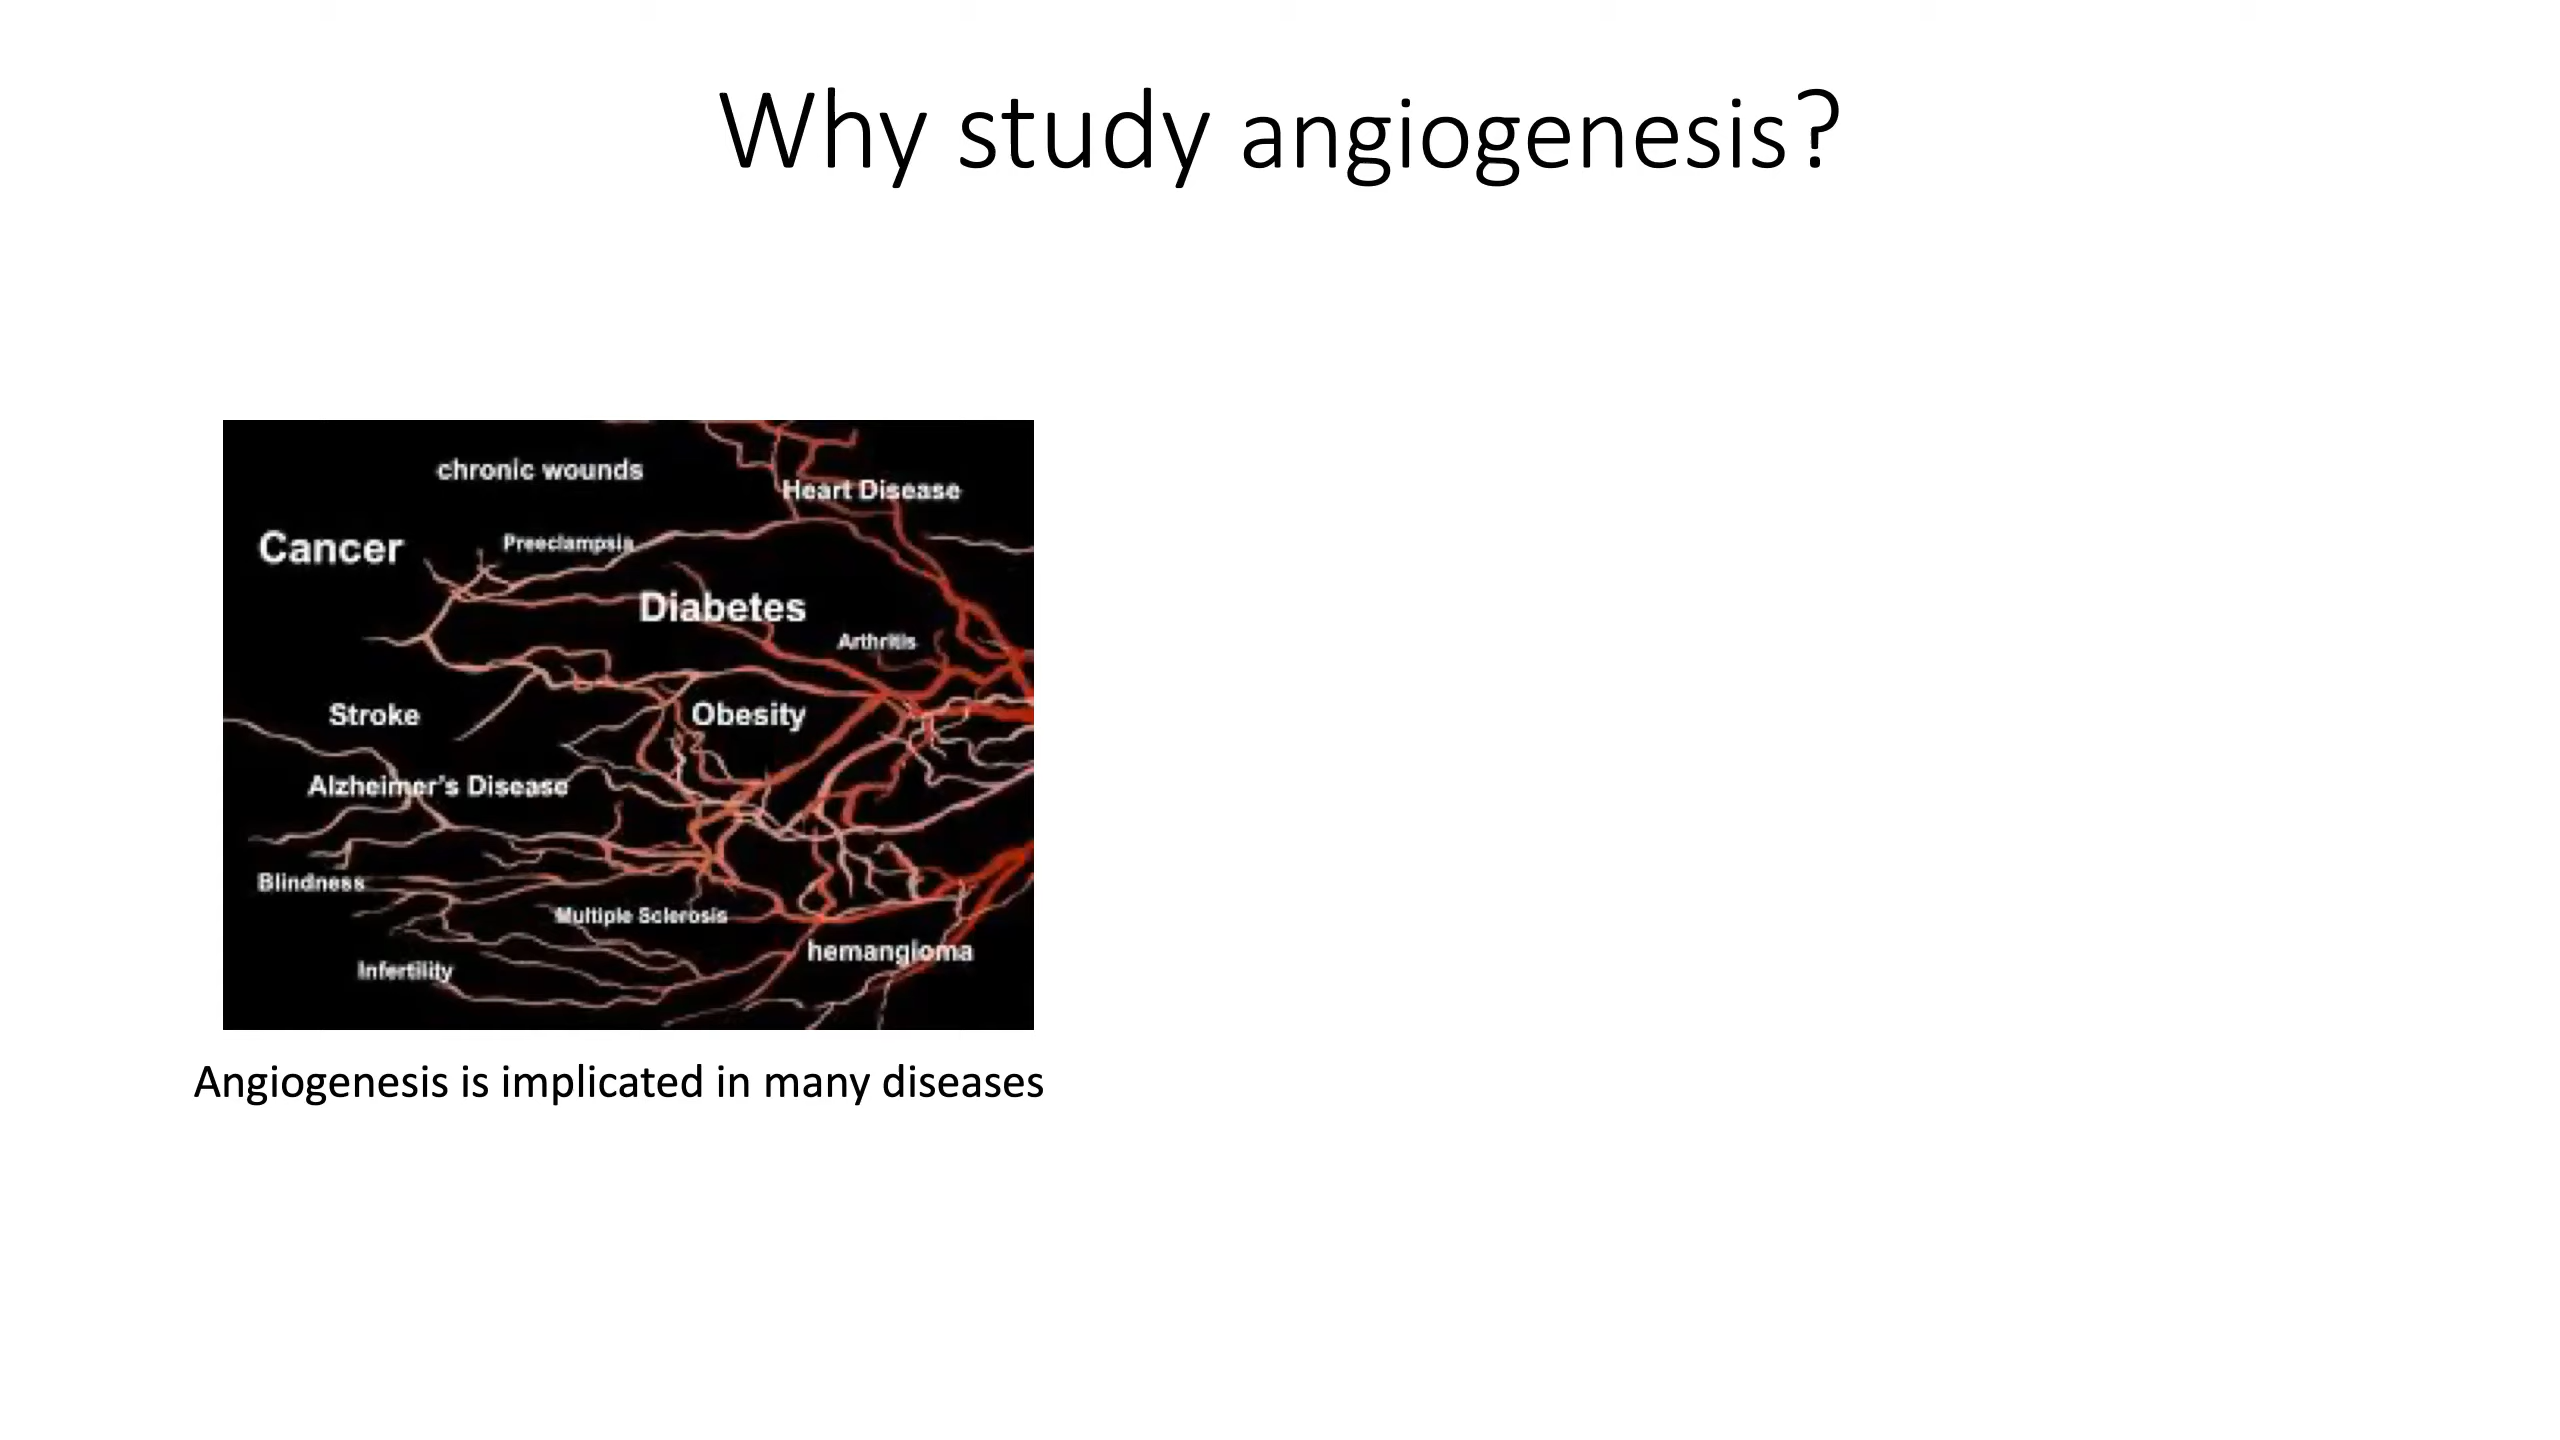 Why study angiogenesis?
chronic wounds
Heart Disease
Cancer
Preeclampsia
Diabetes
Arthritis
Stroke
Obesity
Alzheimer's Disease
Blindness
Multiple Sclerosis
hemangioma
Infertility
Angiogenesis is implicated in many diseases